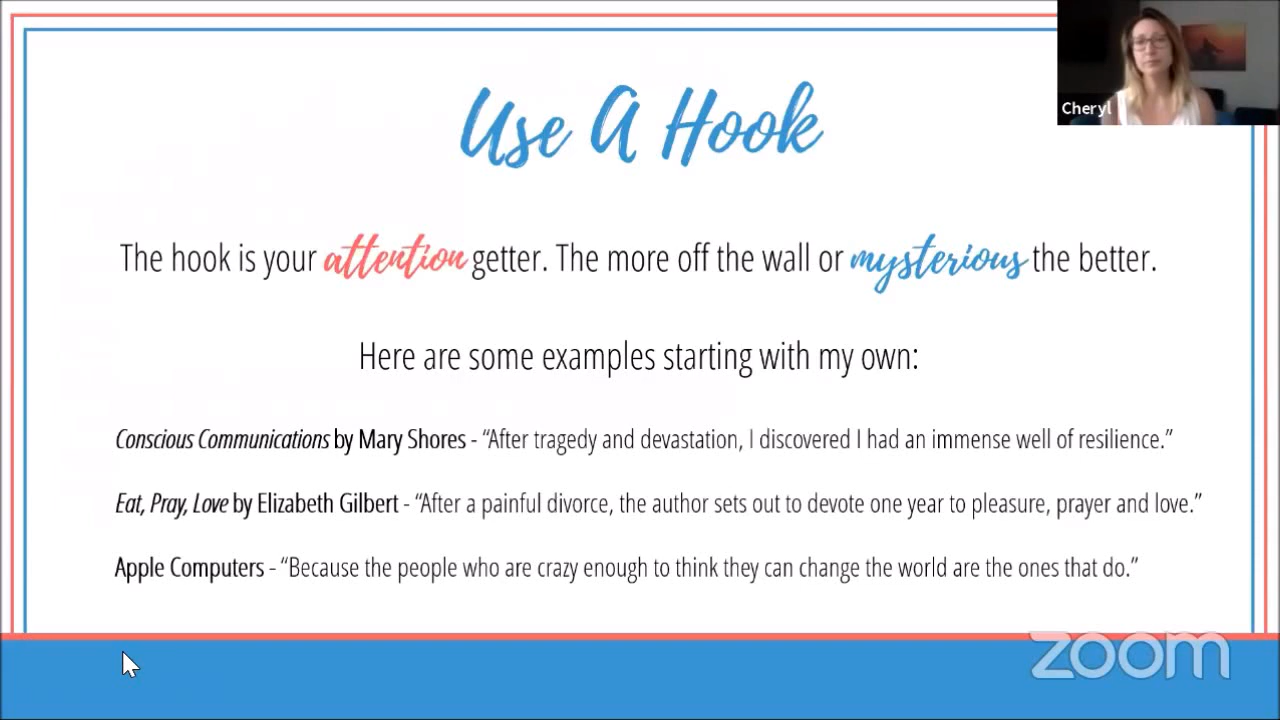 Use A Hook
Cheryl
The hook is your attention getter. The more off the wall or mysterious the better.
Here are some examples starting with my own:
Conscious Communications by Mary Shores - “After tragedy and devastation, I discovered I had an immense well of resilience.”
Eat, Pray, Love by Elizabeth Gilbert - “After a painful divorce, the author sets out to devote one year to pleasure, prayer and love.”
Apple Computers - “Because the people who are crazy enough to think they can change the world are the ones that do.”
zoom